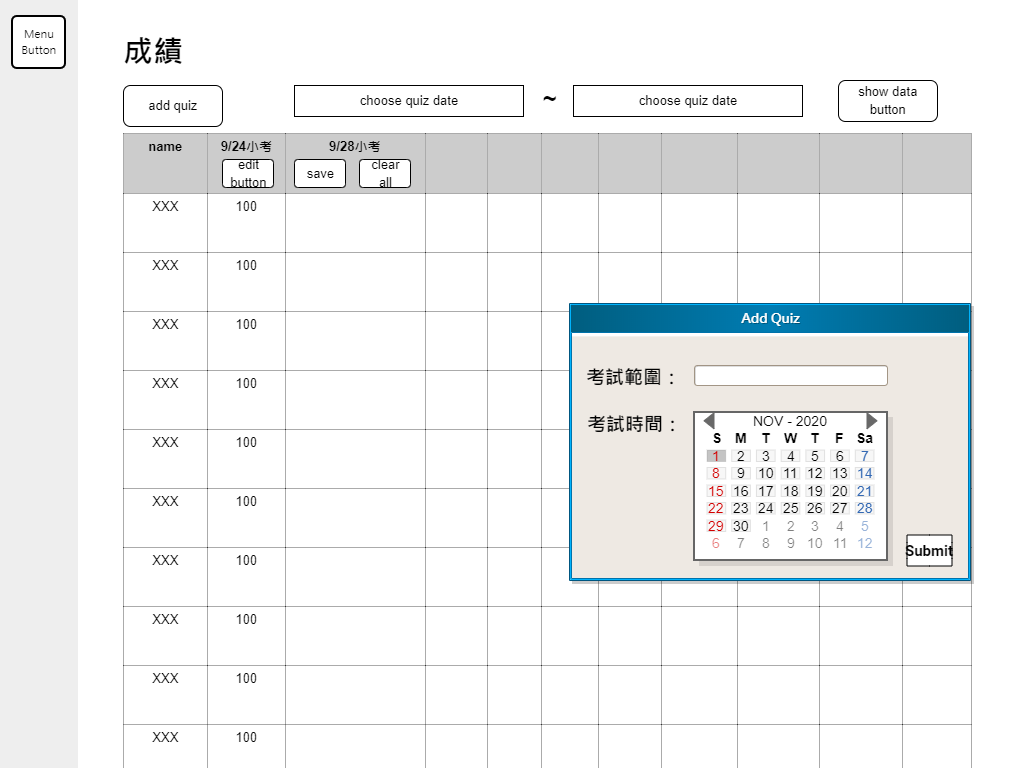 Menu
Button
成績
add quiz
choose quiz date ~ choose quiz date
show data
button
name 9/24小考 9/28小考
edit
button
save
clear
all
XXX 100
XXX 100
XXX 100
XXX 100
XXX 100
XXX 100
XXX 100
XXX 100
XXX 100
XXX 100
Add Quiz
考試範圍：
考試時間：
NOV - 2020
S M T W T F Sa
1 2 3 4 5 6 7
8 9 10 11 12 13 14
15 16 17 18 19 20 21
22 23 24 25 26 27 28
29 30 1 2 3 4 5
6 7 8 9 10 11 12
Submit